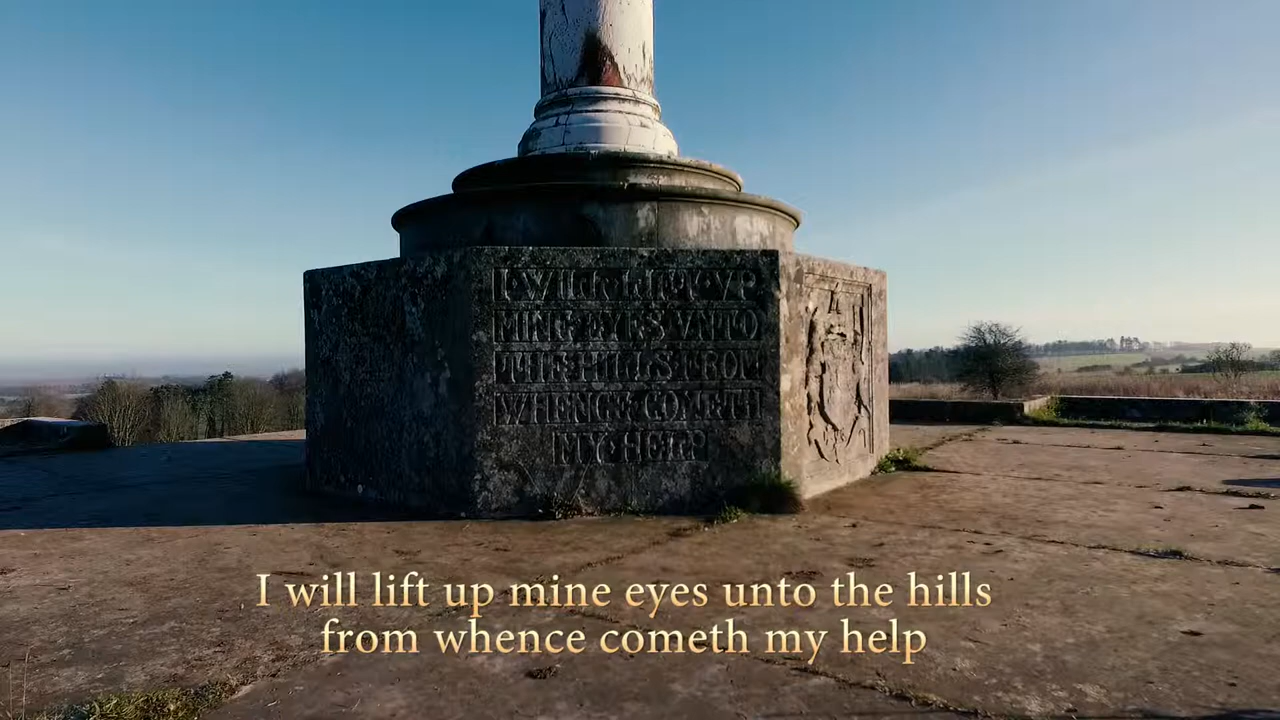 I·WILL·LIFT·VP
MINE·EYES·VNTO
THE·HILLS·FROM
WHENCE·COMETH
MY·HELP
I will lift up mine eyes unto the hills
from whence cometh my help